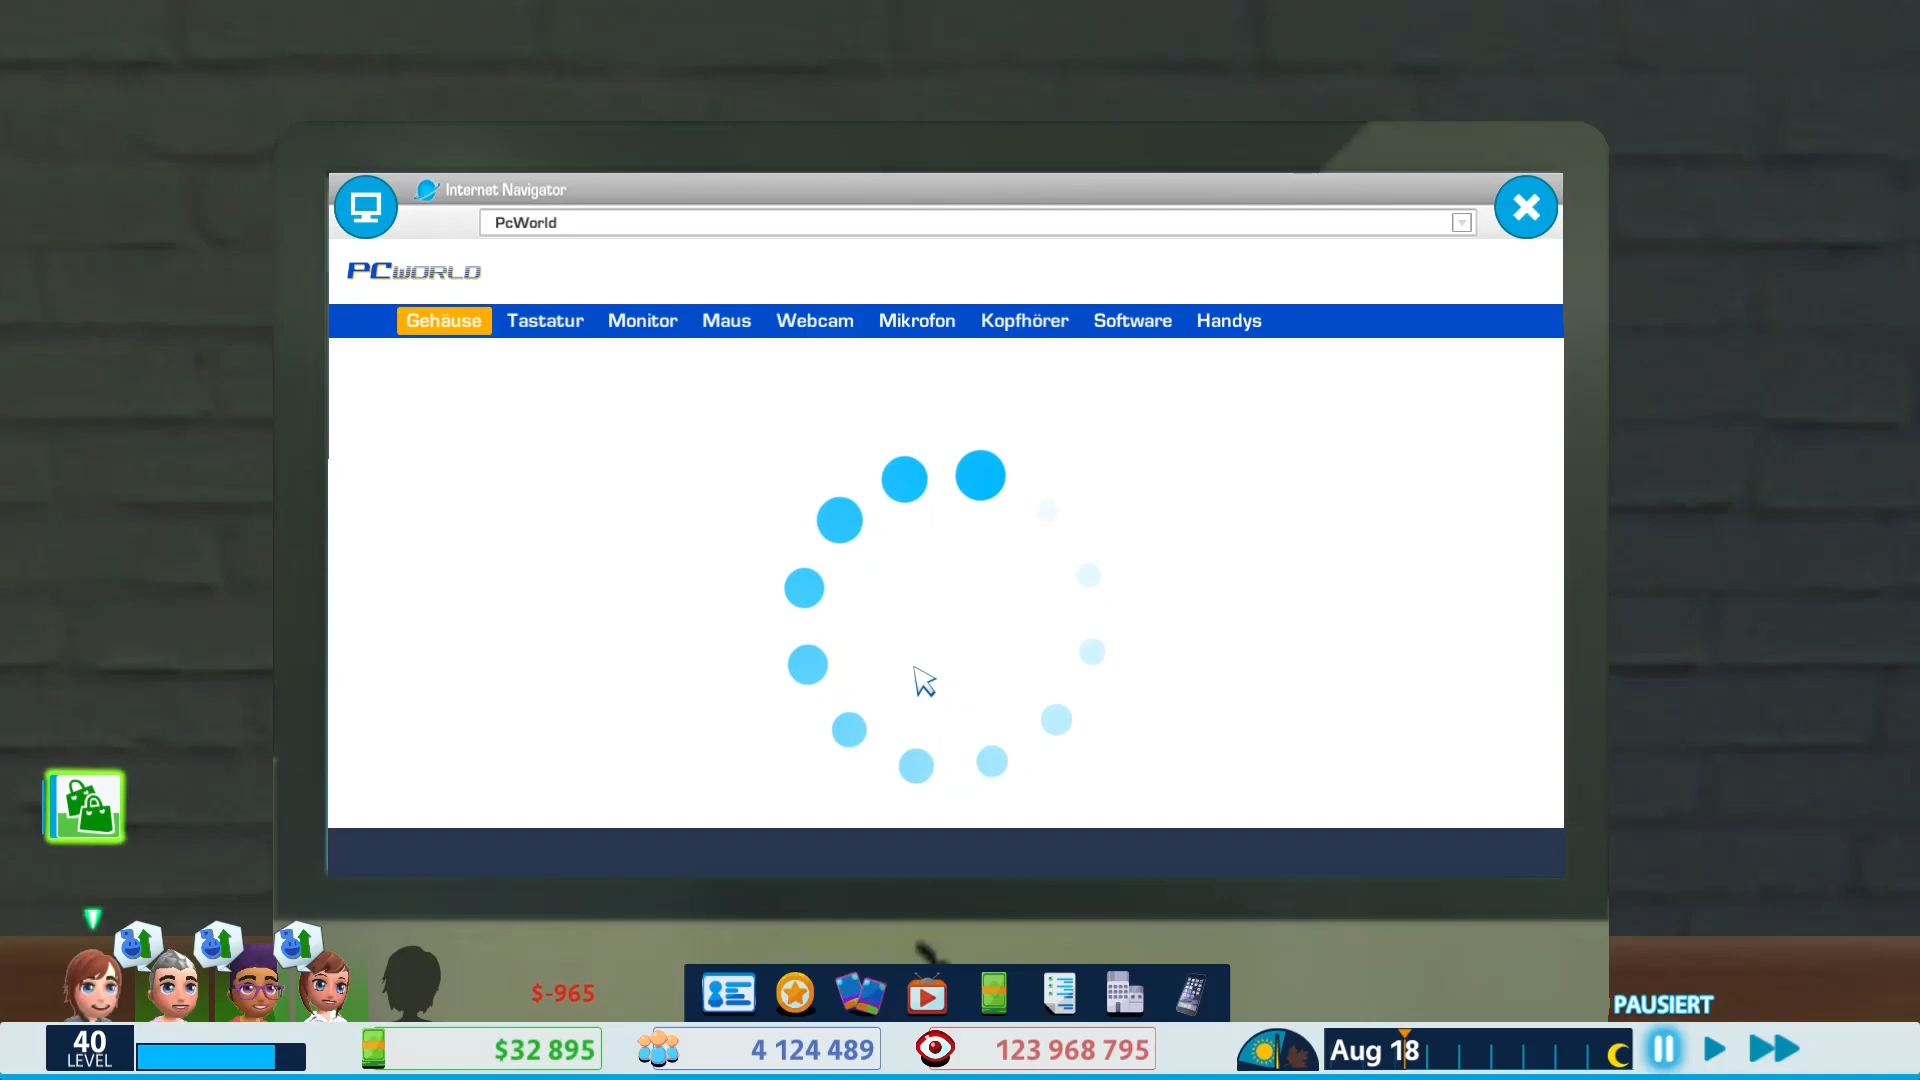 Internet Navigator
PcWorld
PCWORLD
Gehäuse Tastatur Monitor Maus Webcam Mikrofon Kopfhörer Software Handys
$-965
PAUSIERT
40
LEVEL
$32 895
4 124 489
123 968 795
Aug 18